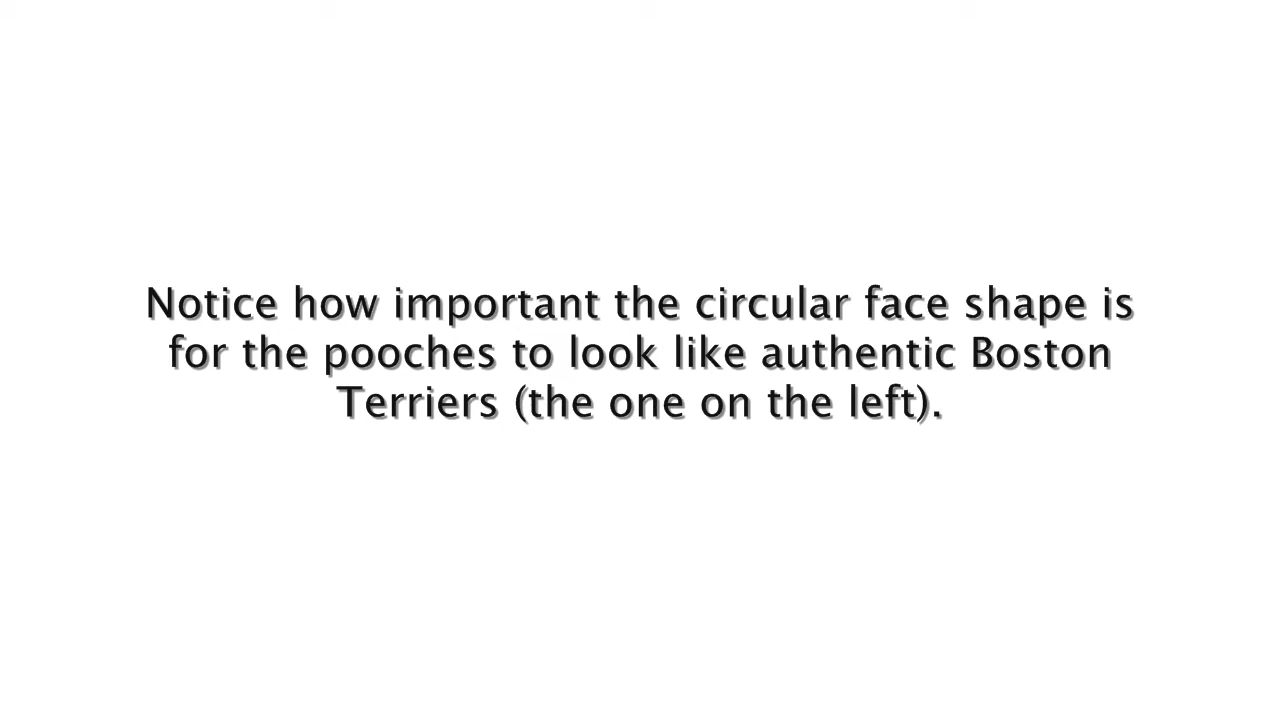 Notice how important the circular face shape is
for the pooches to look like authentic Boston
Terriers (the one on the left).